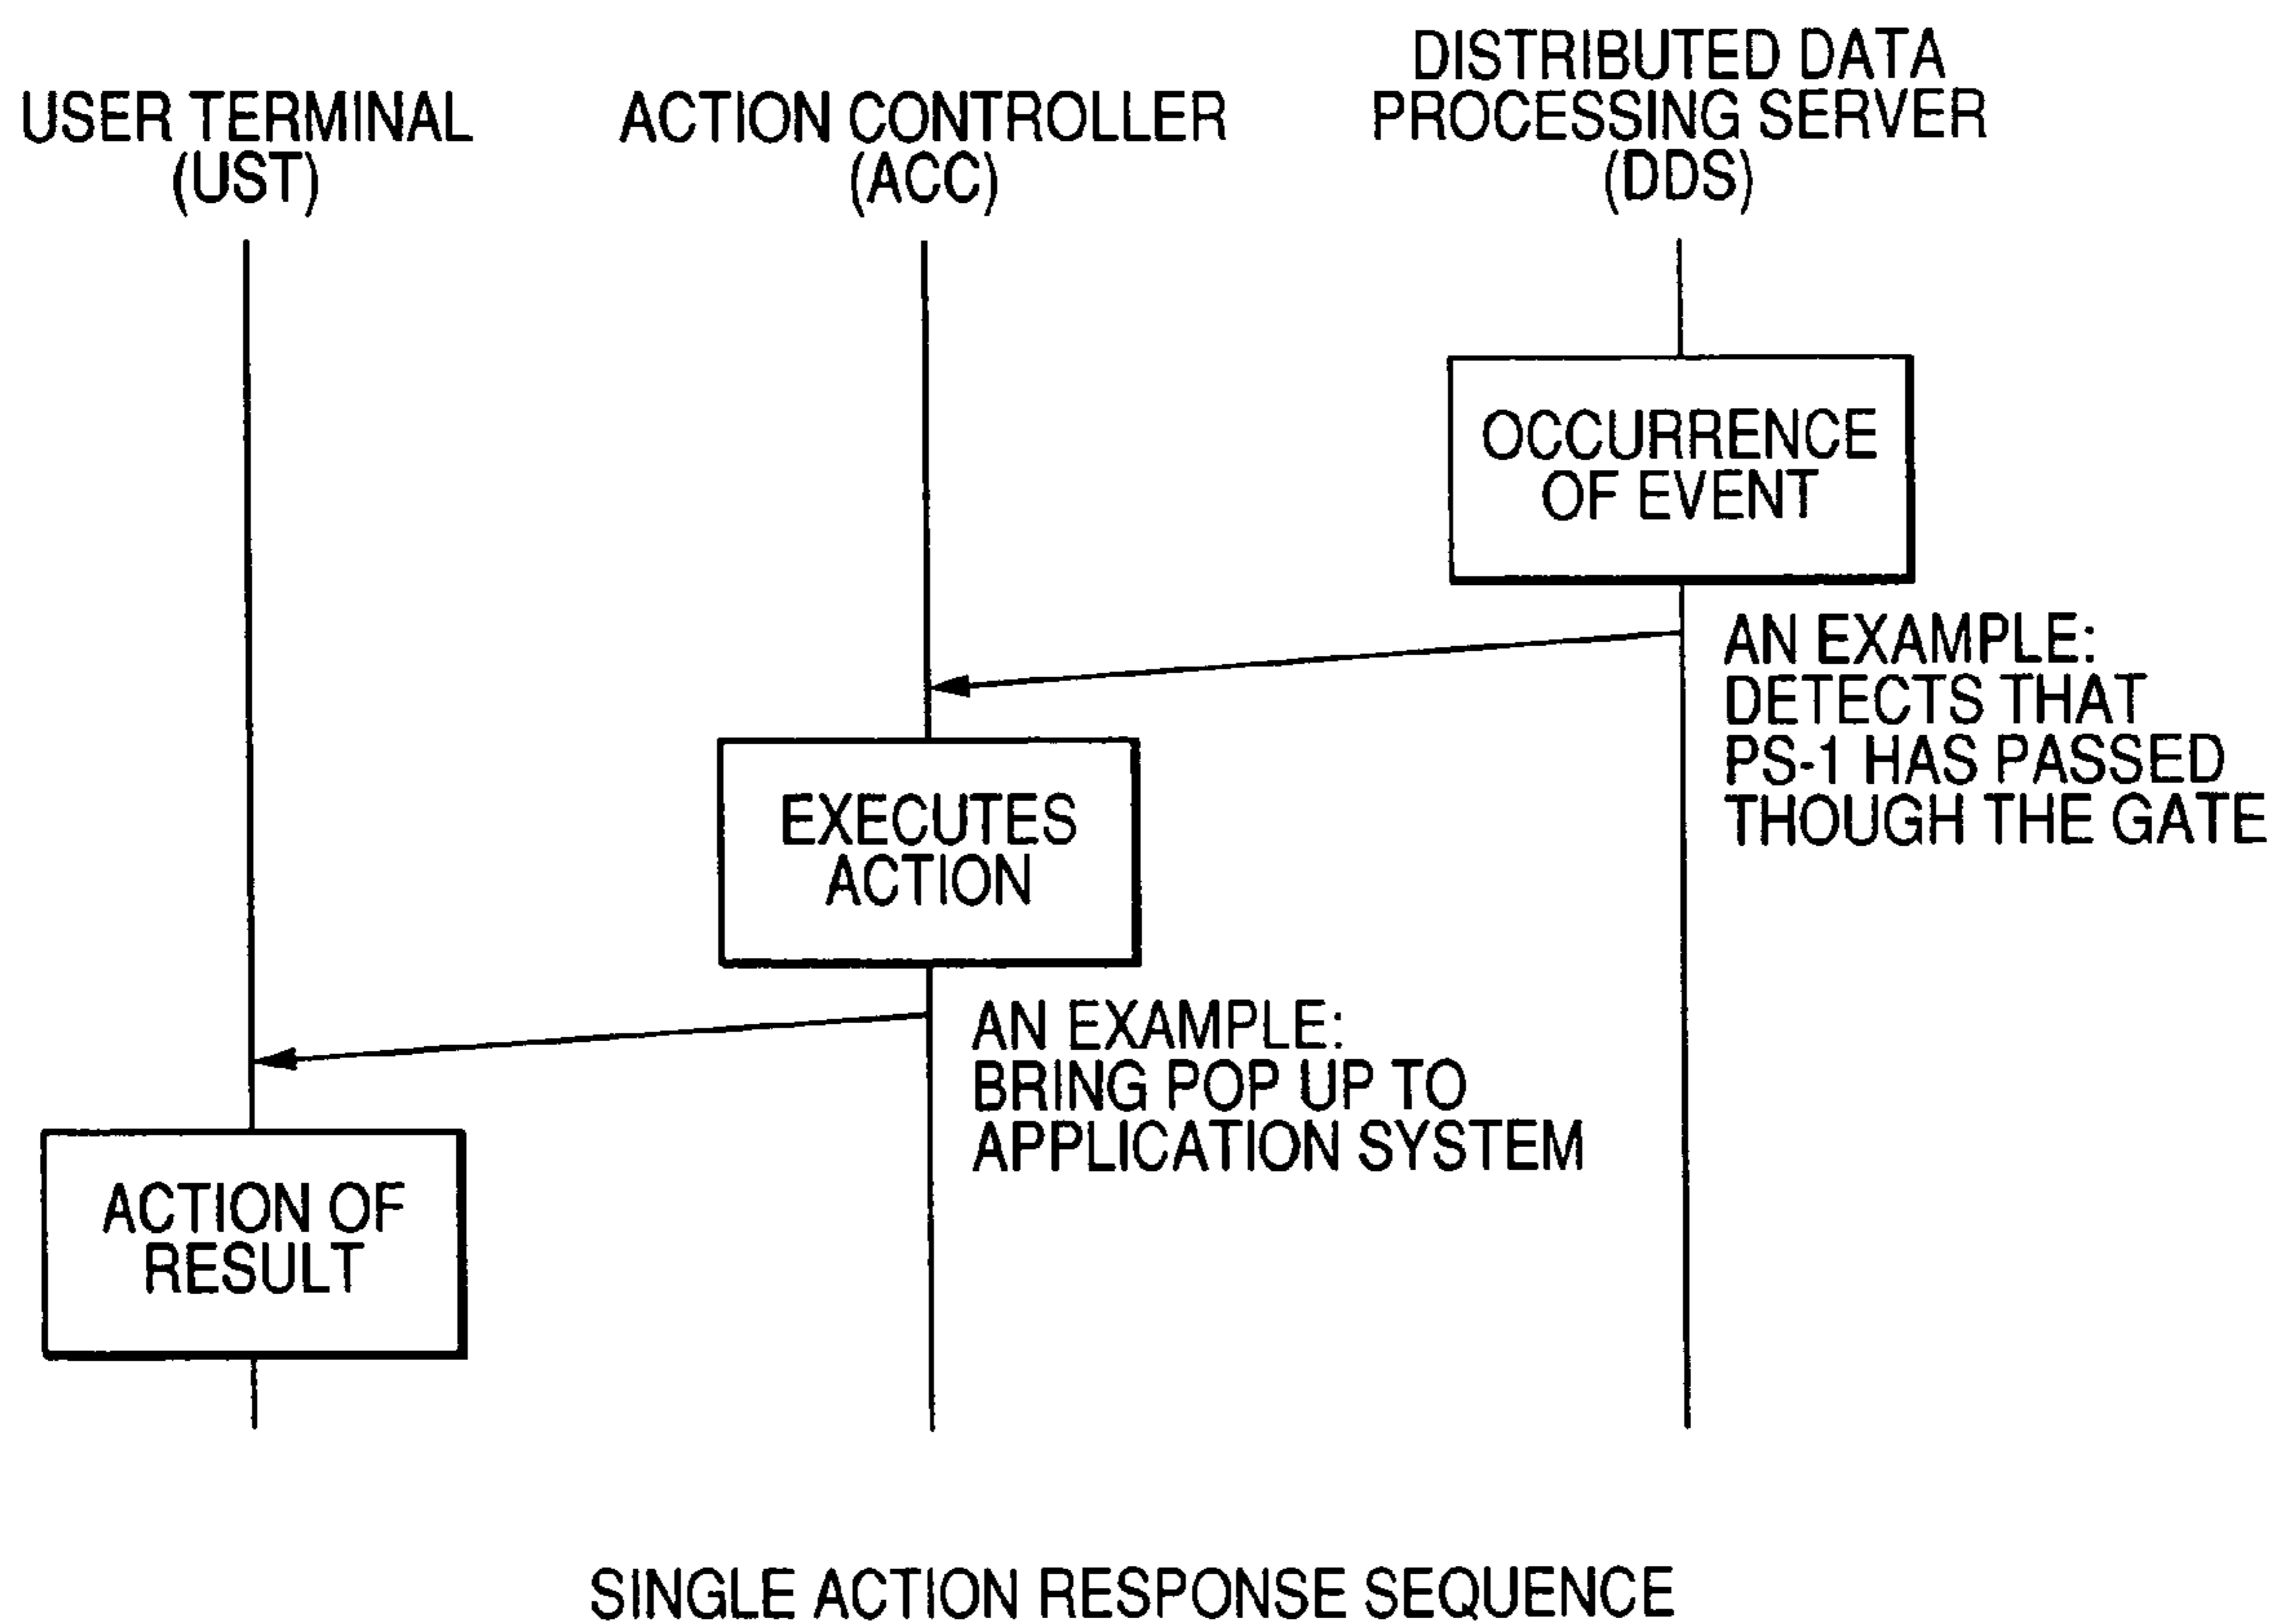 USER TERMINAL
(UST)
ACTION CONTROLLER
(ACC)
DISTRIBUTED DATA
PROCESSING SERVER
(DDS)
OCCURRENCE
OF EVENT
AN EXAMPLE:
DETECTS THAT
PS-1 HAS PASSED
THOUGH THE GATE
EXECUTES
ACTION
AN EXAMPLE:
BRING POP UP TO
APPLICATION SYSTEM
ACTION OF
RESULT
SINGLE ACTION RESPONSE SEQUENCE